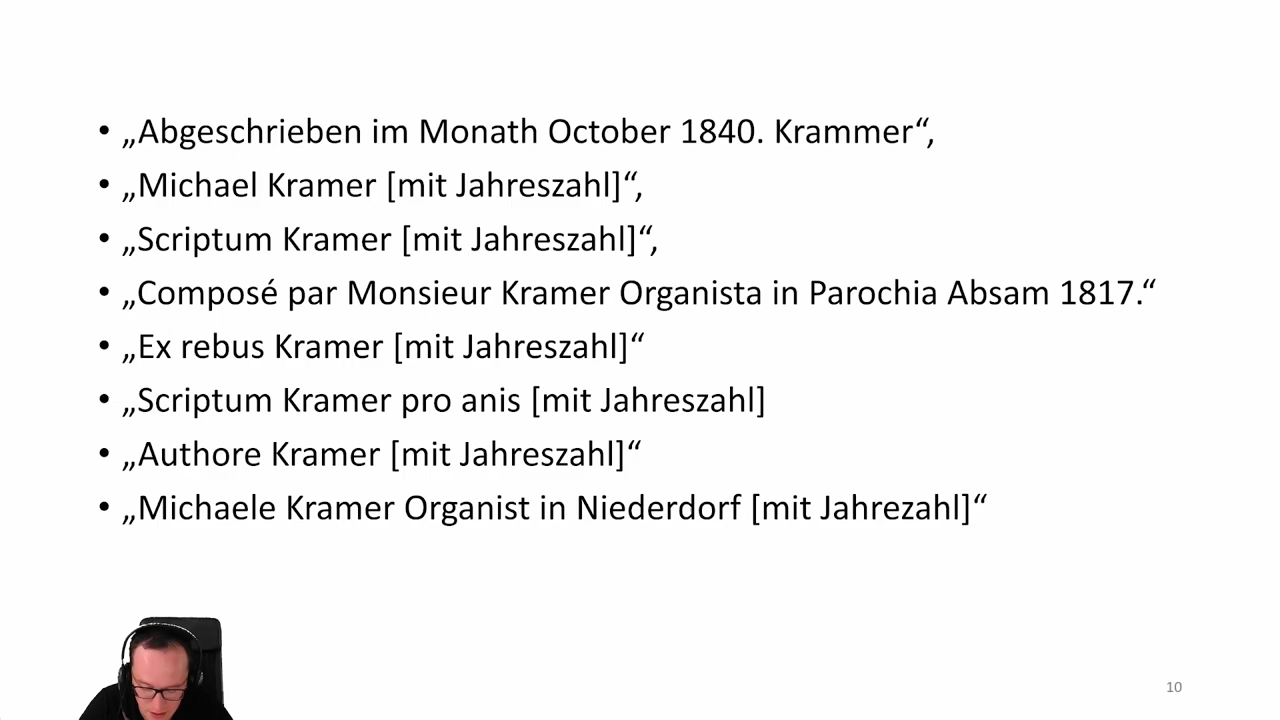 • „Abgeschrieben im Monath October 1840. Krammer“,
• „Michael Kramer [mit Jahreszahl]“,
• „Scriptum Kramer [mit Jahreszahl]“,
• „Composé par Monsieur Kramer Organista in Parochia Absam 1817.“
• „Ex rebus Kramer [mit Jahreszahl]“
• „Scriptum Kramer pro anis [mit Jahreszahl]
• „Authore Kramer [mit Jahreszahl]“
• „Michaele Kramer Organist in Niederdorf [mit Jahrezahl]“
10